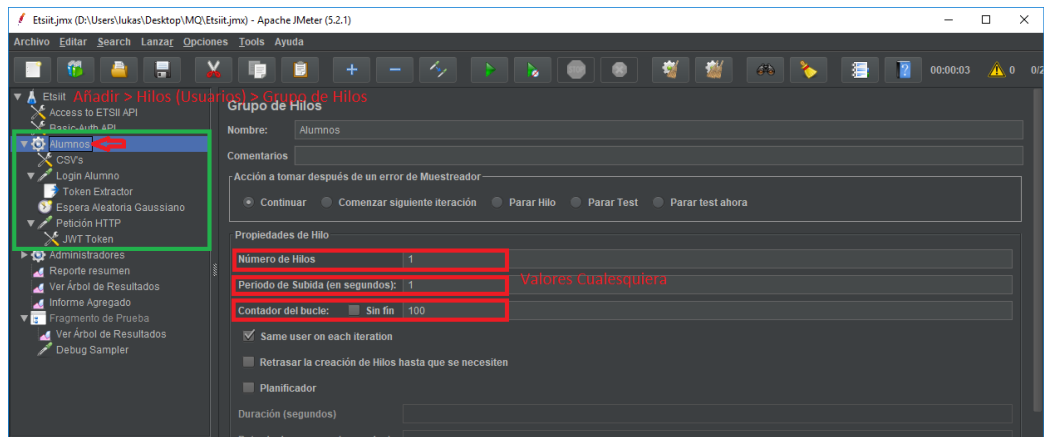 Etsiit.jmx (D:\Users\lukas\Desktop\MQ\Etsiit.jmx) - Apache JMeter (5.2.1)
Archivo Editar Search Lanzar Opciones Tools Ayuda
00:00:03 0 0/2
Etsiit Añadir > Hilos (Usuarios) > Grupo de Hilos
Access to ETSII API
Basic-Auth API
Alumnos
CSV's
Login Alumno
Token Extractor
Espera Aleatoria Gaussiano
Petición HTTP
JWT Token
Administradores
Reporte resumen
Ver Árbol de Resultados
Informe Agregado
Fragmento de Prueba
Ver Árbol de Resultados
Debug Sampler
Grupo de Hilos
Nombre: Alumnos
Comentarios
Acción a tomar después de un error de Muestreador
Continuar Comenzar siguiente iteración Parar Hilo Parar Test Parar test ahora
Propiedades de Hilo
Número de Hilos 1
Periodo de Subida (en segundos): 1 Valores Cualesquiera
Contador del bucle: Sin fin 100
Same user on each iteration
Retrasar la creación de Hilos hasta que se necesiten
Planificador
Duración (segundos)